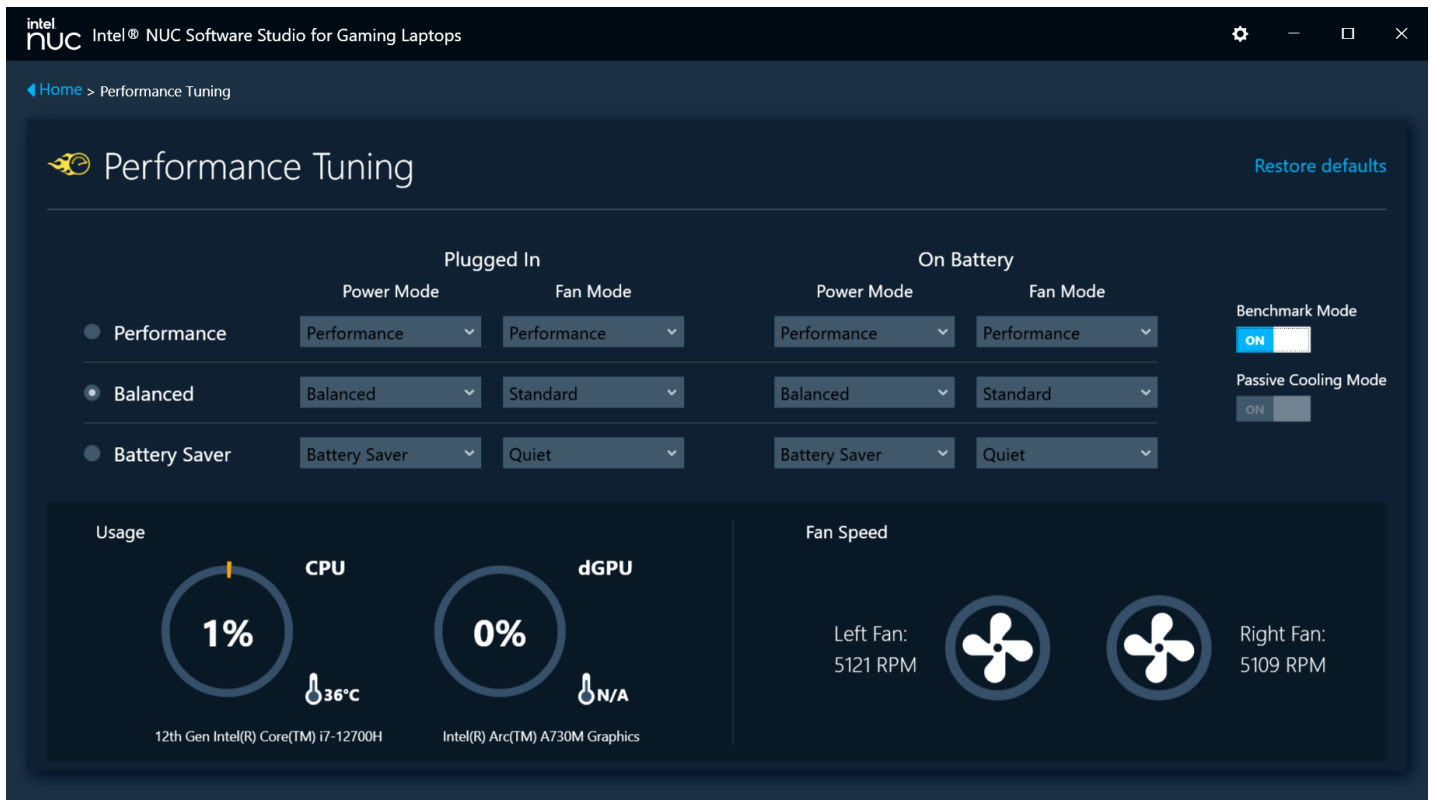 intel
nuc Intel® NUC Software Studio for Gaming Laptops
Home > Performance Tuning
Performance Tuning
Restore defaults
Plugged In
On Battery
Power Mode Fan Mode Power Mode Fan Mode
Benchmark Mode
ON
Performance Performance Performance Performance Performance
Passive Cooling Mode
ON
Balanced Balanced Standard Balanced Standard
Battery Saver Battery Saver Quiet Battery Saver Quiet
Usage
CPU
1%
36°C
12th Gen Intel(R) Core(TM) i7-12700H
dGPU
0%
N/A
Intel(R) Arc(TM) A730M Graphics
Fan Speed
Left Fan:
5121 RPM
Right Fan:
5109 RPM